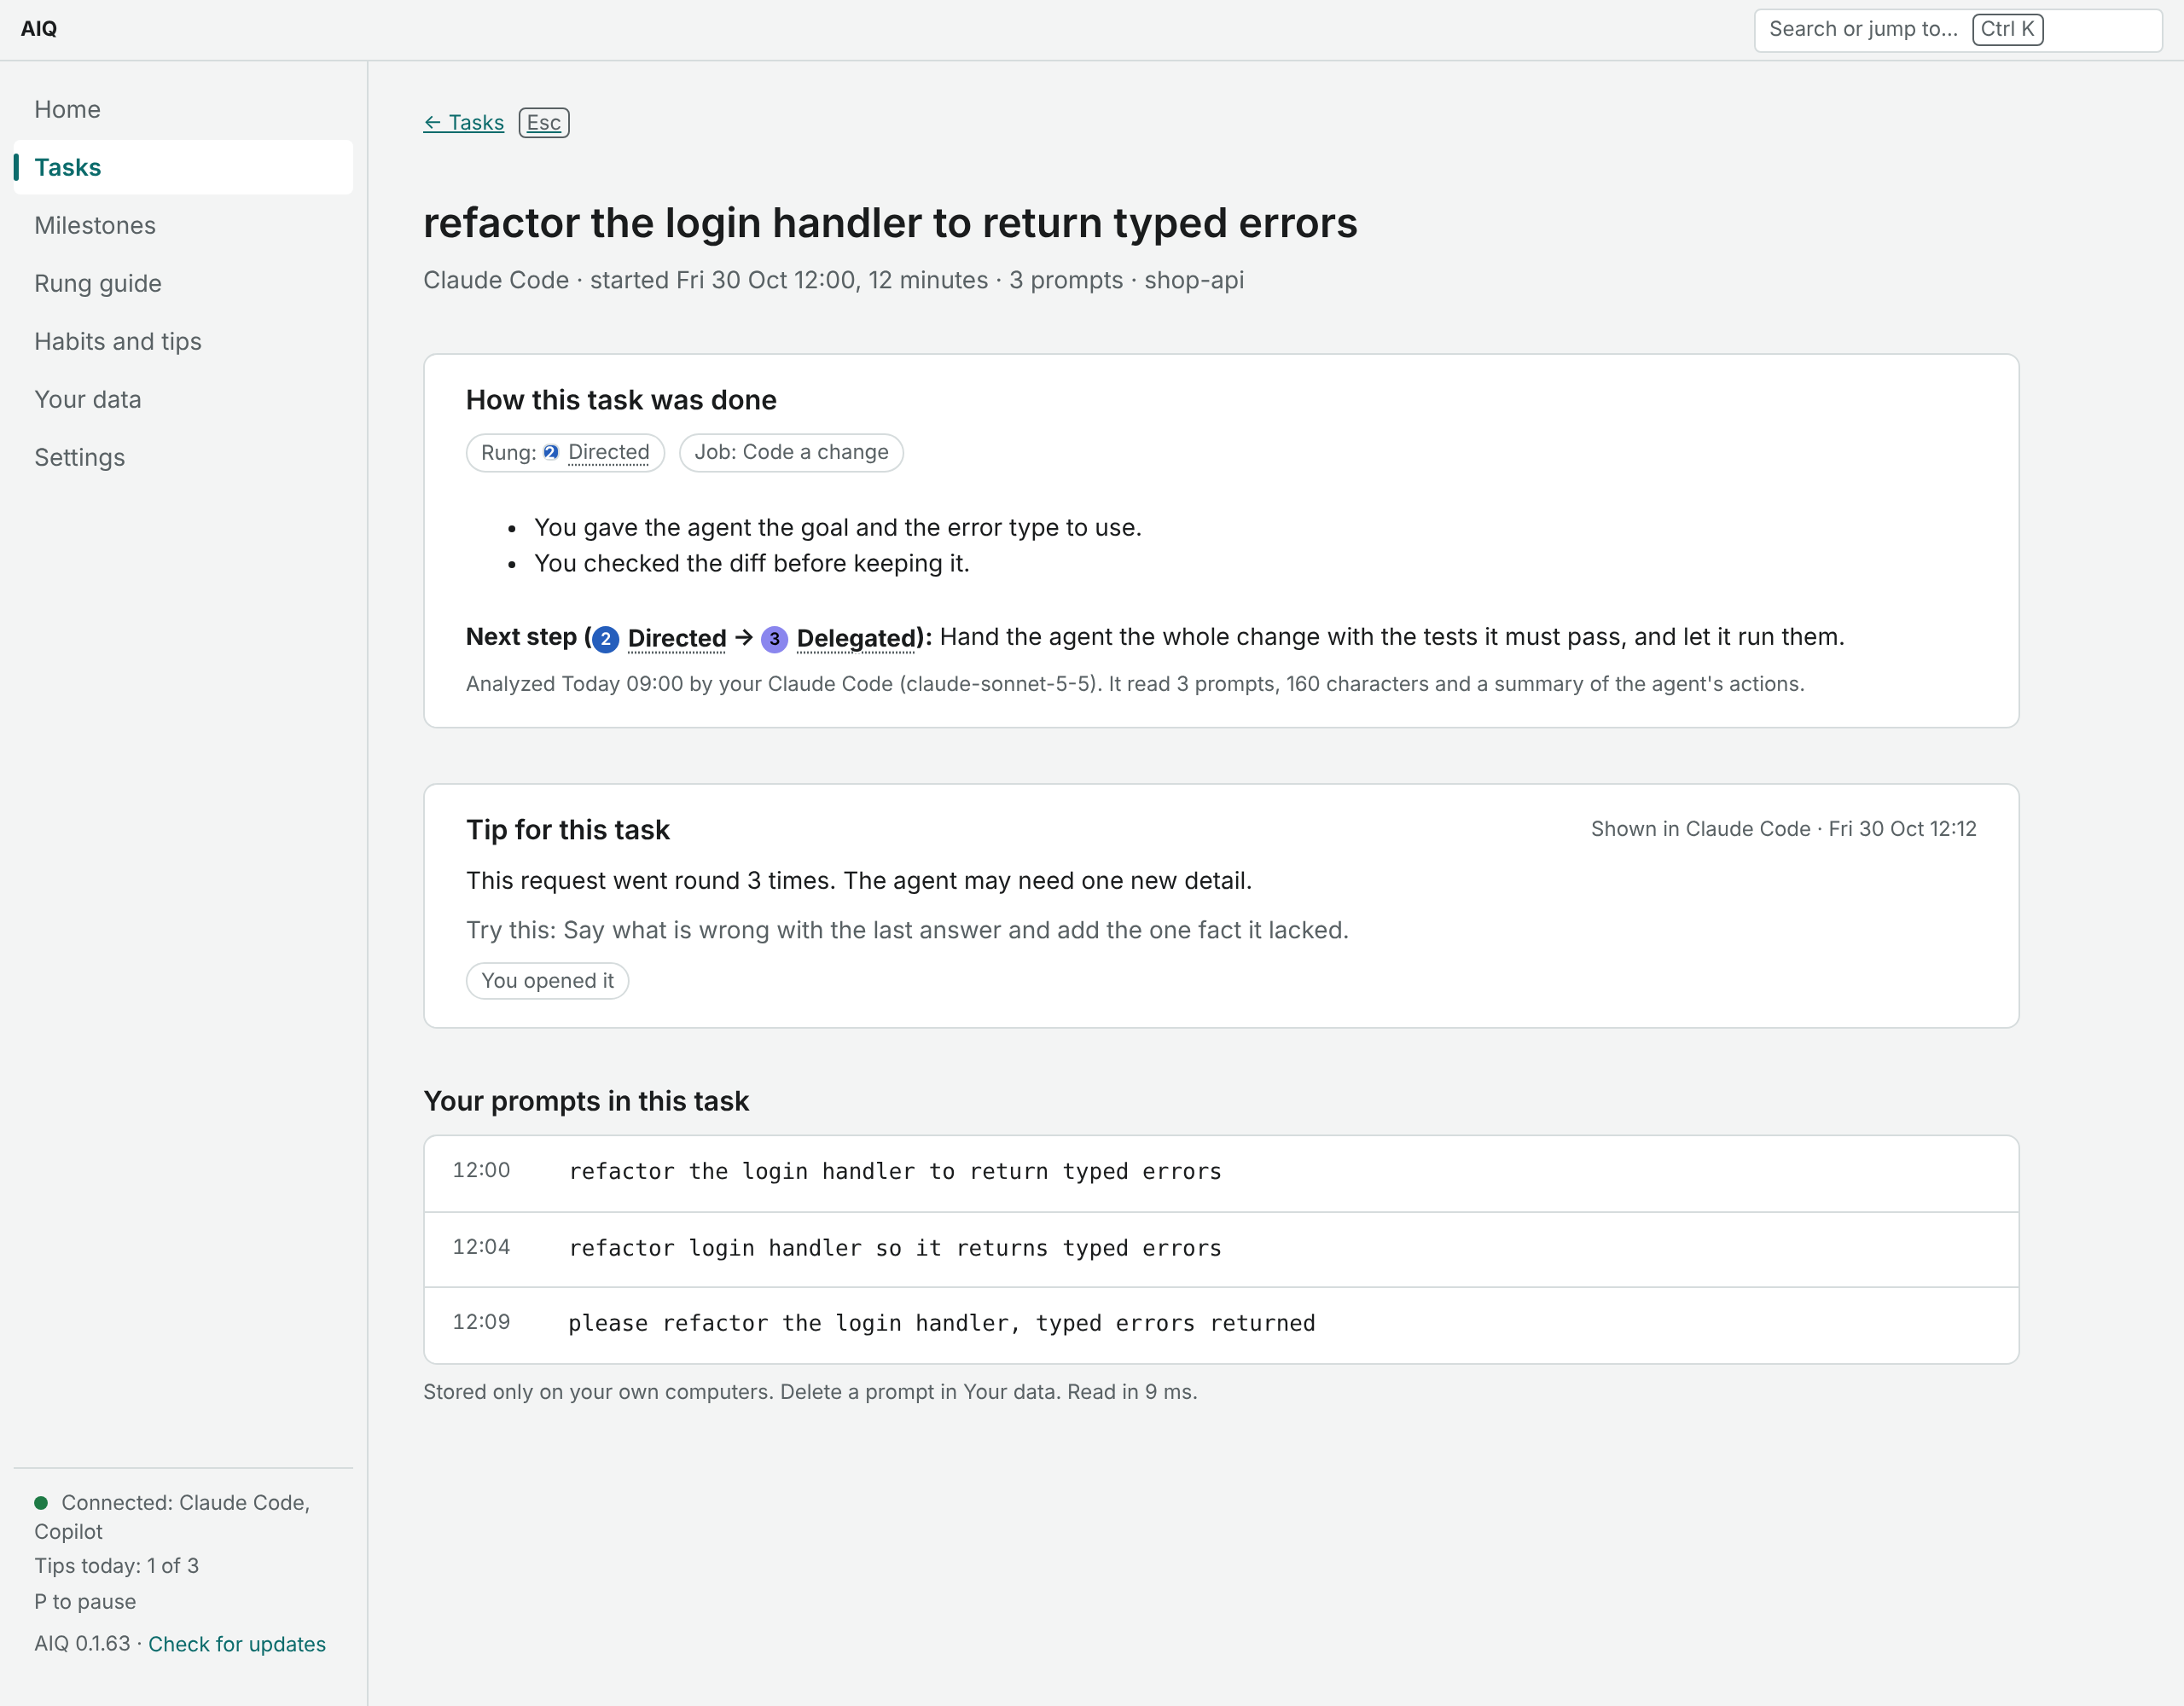 AIQ
Search or jump to... Ctrl K
Home
Tasks
Milestones
Rung guide
Habits and tips
Your data
Settings
← Tasks Esc
refactor the login handler to return typed errors
Claude Code · started Fri 30 Oct 12:00, 12 minutes · 3 prompts · shop-api
How this task was done
Rung: 2 Directed
Job: Code a change
• You gave the agent the goal and the error type to use.
• You checked the diff before keeping it.
Next step (2 Directed → 3 Delegated): Hand the agent the whole change with the tests it must pass, and let it run them.
Analyzed Today 09:00 by your Claude Code (claude-sonnet-5-5). It read 3 prompts, 160 characters and a summary of the agent's actions.
Tip for this task
Shown in Claude Code · Fri 30 Oct 12:12
This request went round 3 times. The agent may need one new detail.
Try this: Say what is wrong with the last answer and add the one fact it lacked.
You opened it
Your prompts in this task
12:00 refactor the login handler to return typed errors
12:04 refactor login handler so it returns typed errors
12:09 please refactor the login handler, typed errors returned
Stored only on your own computers. Delete a prompt in Your data. Read in 9 ms.
Connected: Claude Code,
Copilot
Tips today: 1 of 3
P to pause
AIQ 0.1.63 · Check for updates